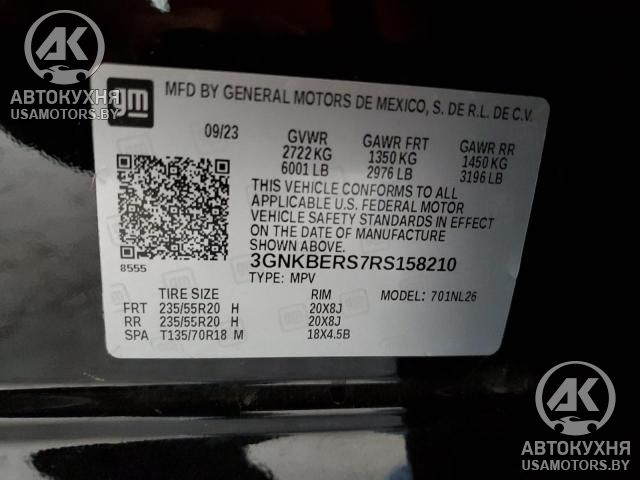 AK
АВТОКУХНЯ
USAMOTORS.BY
gm
MFD BY GENERAL MOTORS DE MEXICO, S. DE R.L. DE C.V.
09/23 GVWR GAWR FRT GAWR RR
2722 KG 1350 KG 1450 KG
6001 LB 2976 LB 3196 LB
THIS VEHICLE CONFORMS TO ALL
APPLICABLE U.S. FEDERAL MOTOR
VEHICLE SAFETY STANDARDS IN EFFECT
ON THE DATE OF MANUFACTURE
SHOWN ABOVE.
8555
3GNKBERS7RS158210
TYPE: MPV MODEL: 701NL26
TIRE SIZE RIM
FRT 235/55R20 H 20X8J
RR 235/55R20 H 20X8J
SPA T135/70R18 M 18X4.5B
AK
АВТОКУХНЯ
USAMOTORS.BY